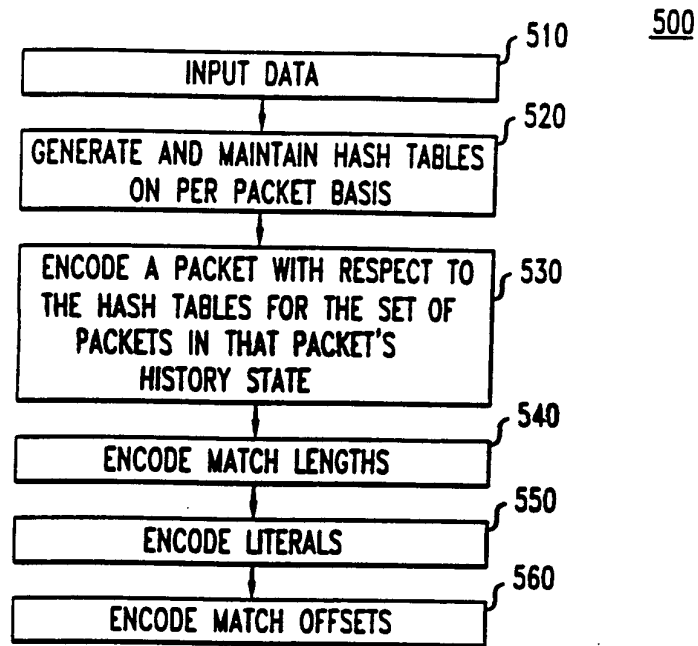 500
510
INPUT DATA
520
GENERATE AND MAINTAIN HASH TABLES
ON PER PACKET BASIS
530
ENCODE A PACKET WITH RESPECT TO
THE HASH TABLES FOR THE SET OF
PACKETS IN THAT PACKET'S
HISTORY STATE
540
ENCODE MATCH LENGTHS
550
ENCODE LITERALS
560
ENCODE MATCH OFFSETS